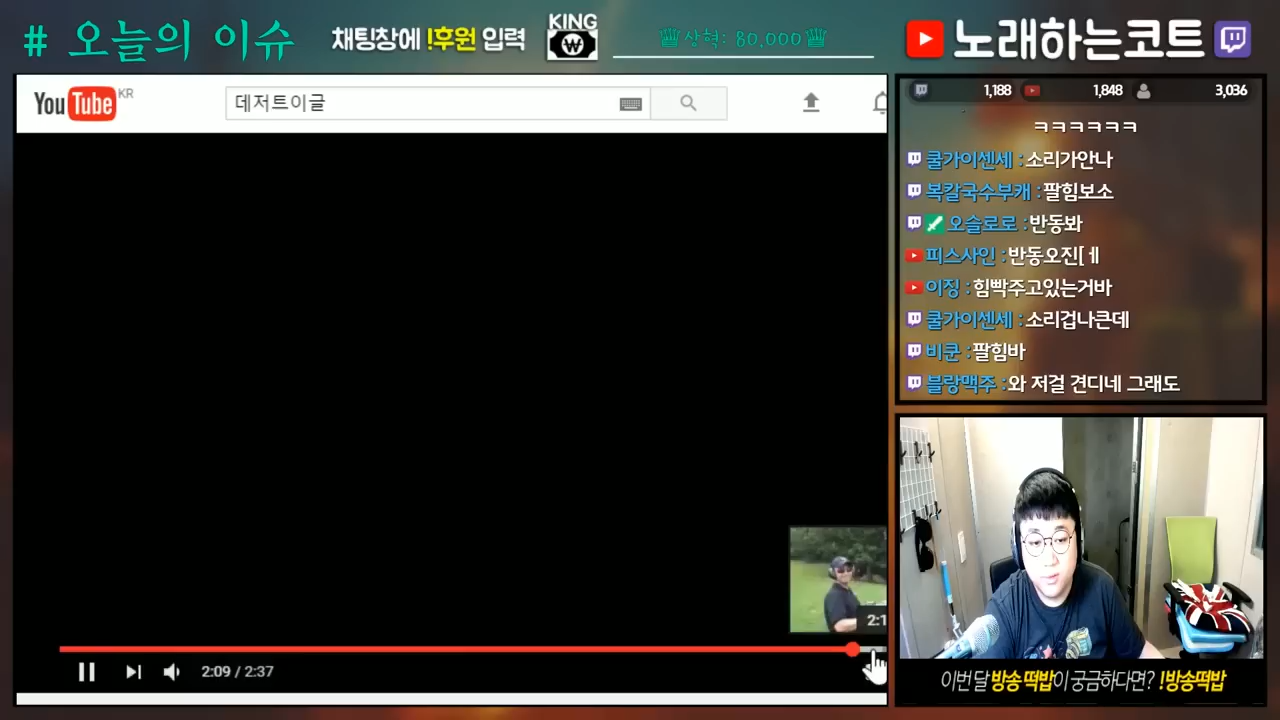 # 오늘의 이슈
채팅창에 !후원 입력
KING
₩
상혁: 80,000
노래하는코트
YouTube KR
데저트이글
1,188
1,848
3,036
ㅋㅋㅋㅋㅋㅋ
쿨가이센세 : 소리가안나
복칼국수부캐 : 팔힘보소
오슬로로 : 반동봐
피스사인 : 반동오진[ ㅔ
이징 : 힘빡주고있는거바
쿨가이센세 : 소리겁나큰데
비쿤 : 팔힘바
블랑맥주 : 와 저걸 견디네 그래도
2:09 / 2:37
이번 달 방송 떡밥이 궁금하다면? !방송떡밥